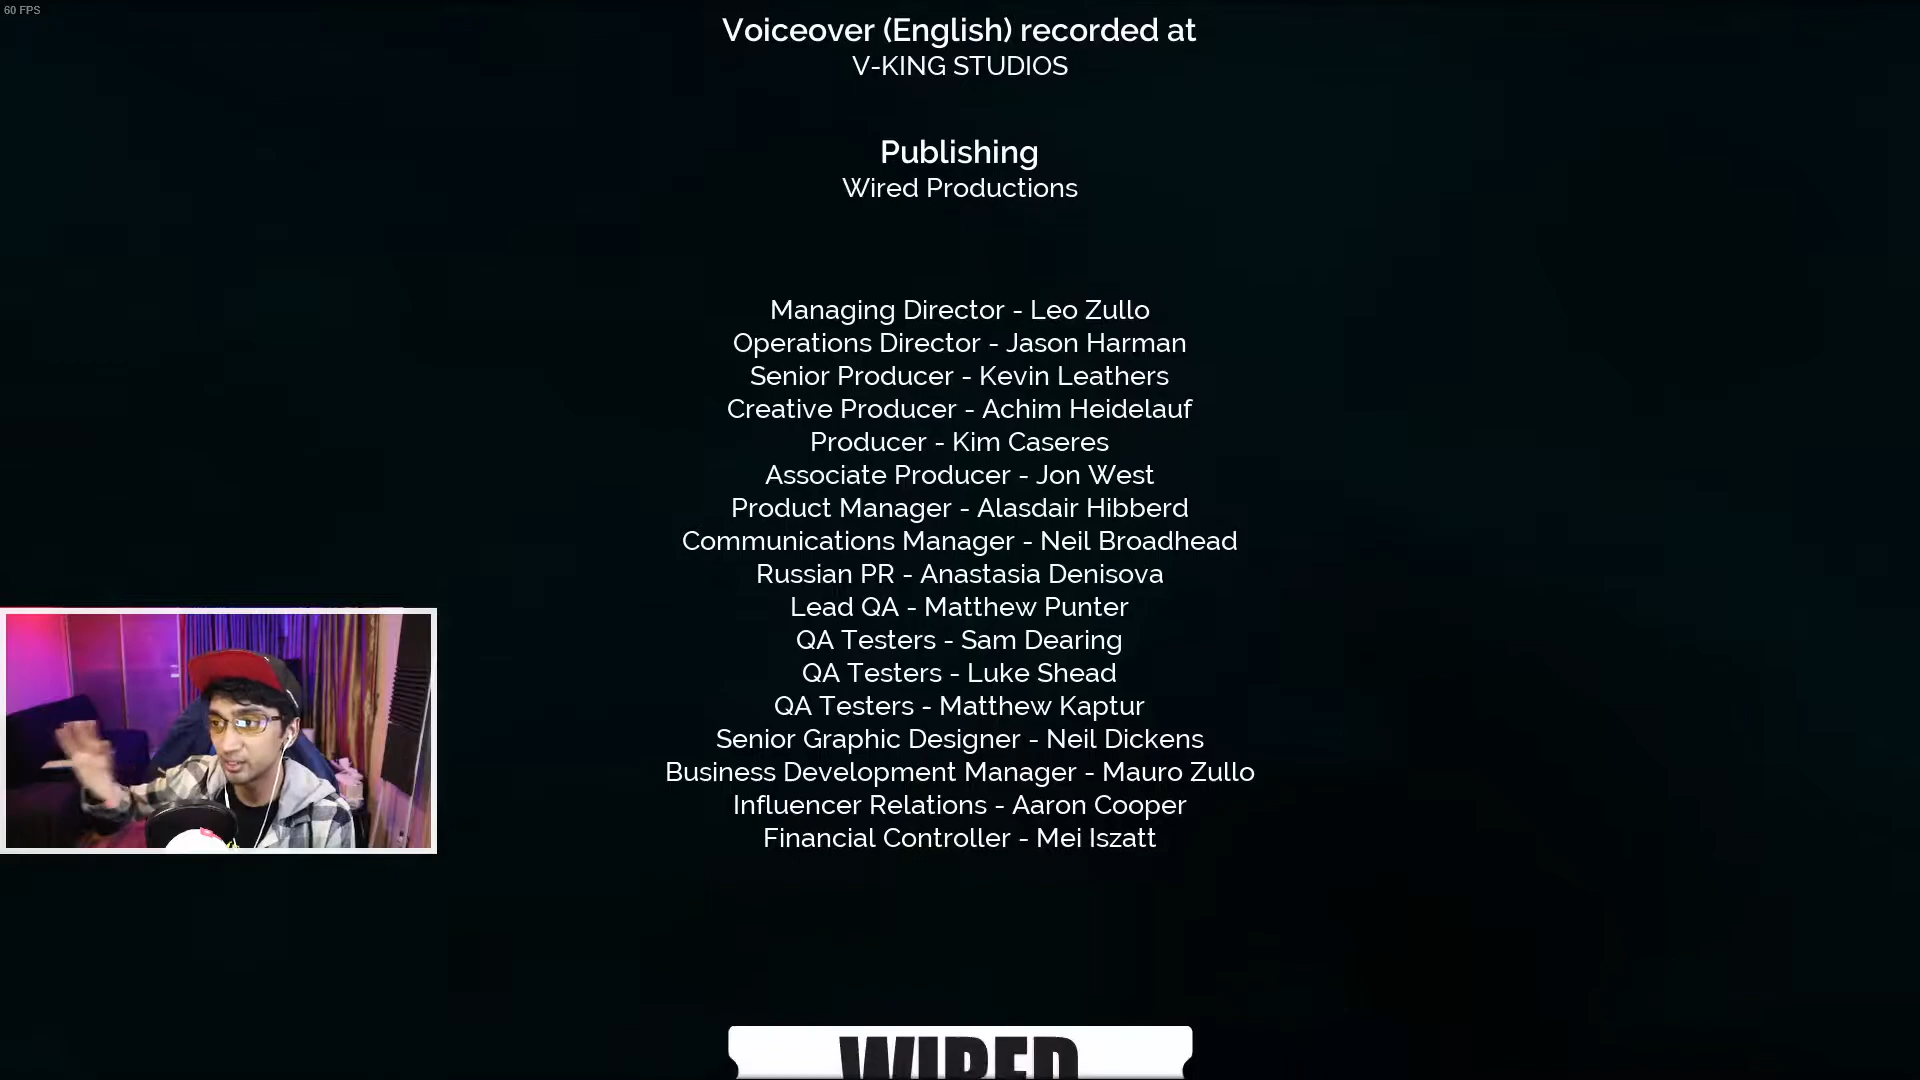 60 FPS
Voiceover (English) recorded at
V-KING STUDIOS
Publishing
Wired Productions
Managing Director - Leo Zullo
Operations Director - Jason Harman
Senior Producer - Kevin Leathers
Creative Producer - Achim Heidelauf
Producer - Kim Caseres
Associate Producer - Jon West
Product Manager - Alasdair Hibberd
Communications Manager - Neil Broadhead
Russian PR - Anastasia Denisova
Lead QA - Matthew Punter
QA Testers - Sam Dearing
QA Testers - Luke Shead
QA Testers - Matthew Kaptur
Senior Graphic Designer - Neil Dickens
Business Development Manager - Mauro Zullo
Influencer Relations - Aaron Cooper
Financial Controller - Mei Iszatt
WIRED